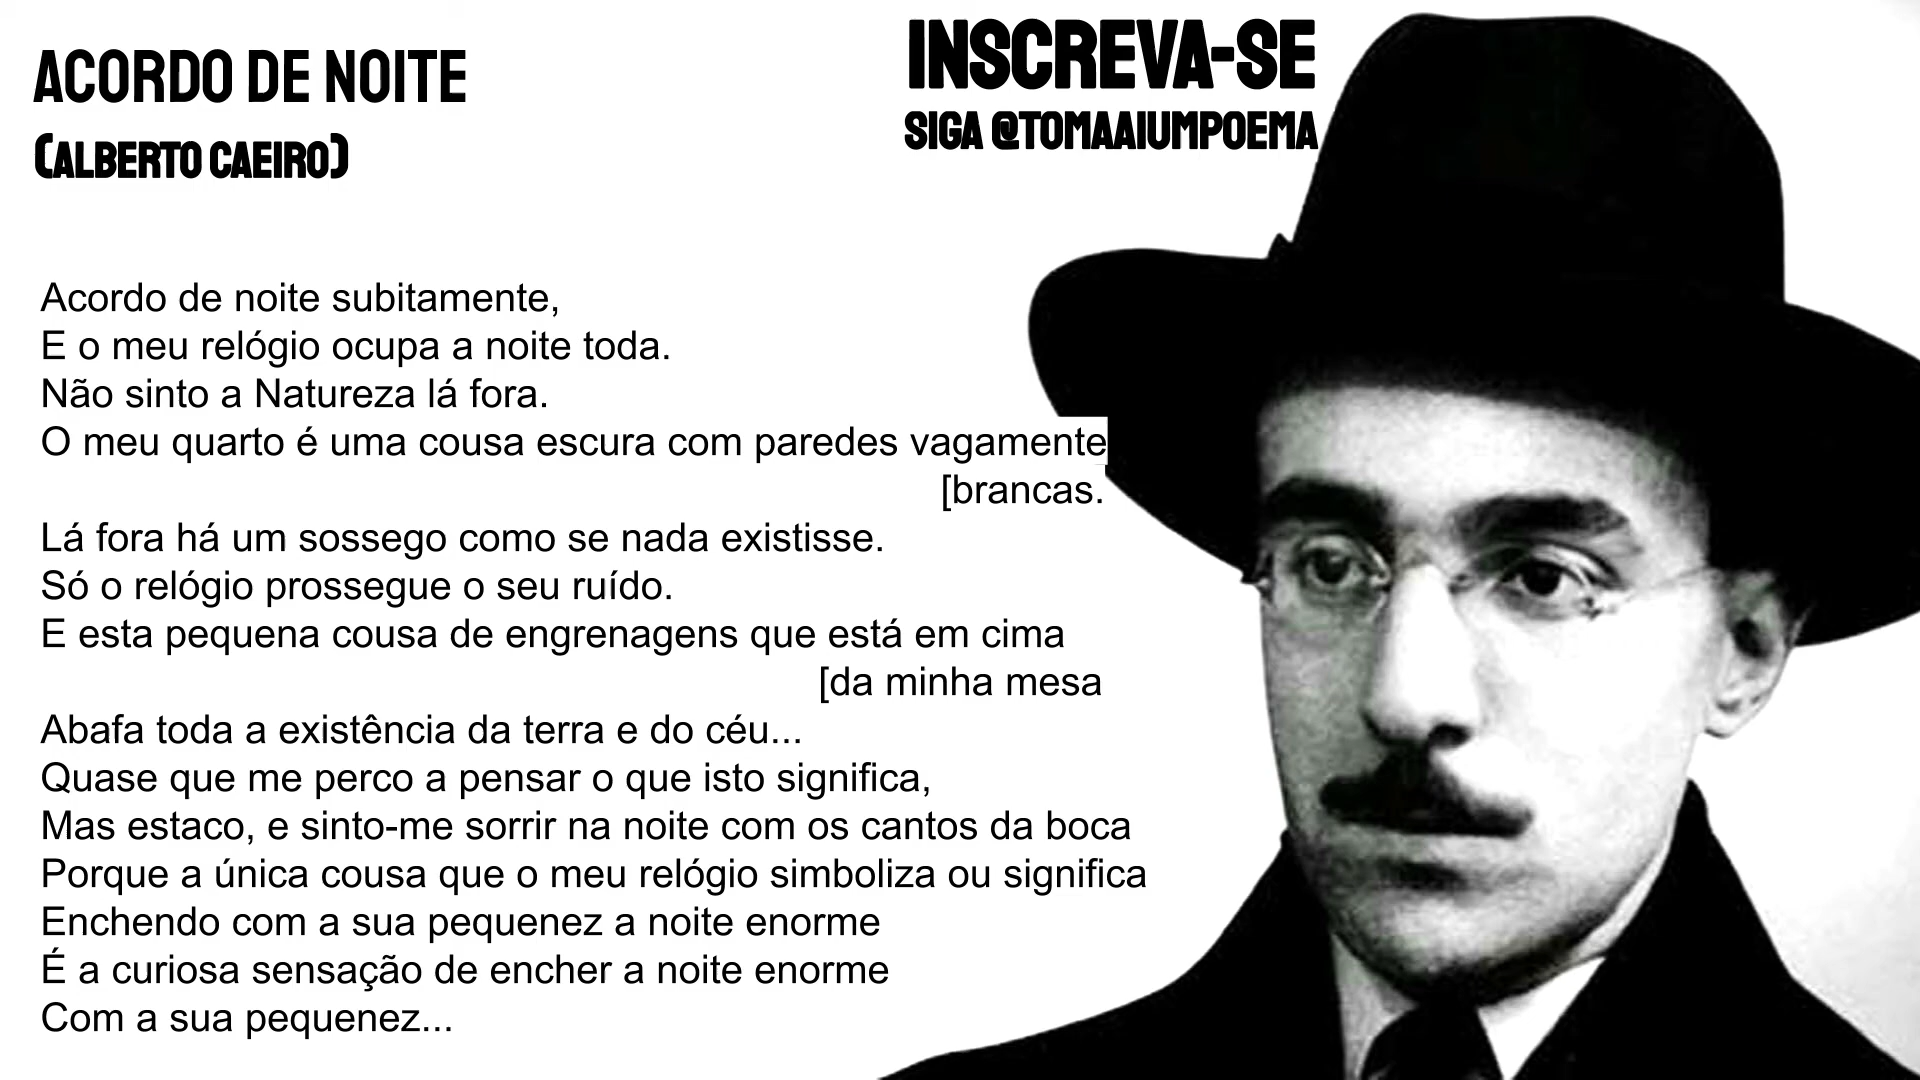 ACORDO DE NOITE
(ALBERTO CAEIRO)
INSCREVA-SE
SIGA @TOMAAIUMPOEMA
Acordo de noite subitamente,
E o meu relógio ocupa a noite toda.
Não sinto a Natureza lá fora.
O meu quarto é uma cousa escura com paredes vagamente
[brancas.
Lá fora há um sossego como se nada existisse.
Só o relógio prossegue o seu ruído.
E esta pequena cousa de engrenagens que está em cima
[da minha mesa
Abafa toda a existência da terra e do céu...
Quase que me perco a pensar o que isto significa,
Mas estaco, e sinto-me sorrir na noite com os cantos da boca
Porque a única cousa que o meu relógio simboliza ou significa
Enchendo com a sua pequenez a noite enorme
É a curiosa sensação de encher a noite enorme
Com a sua pequenez...